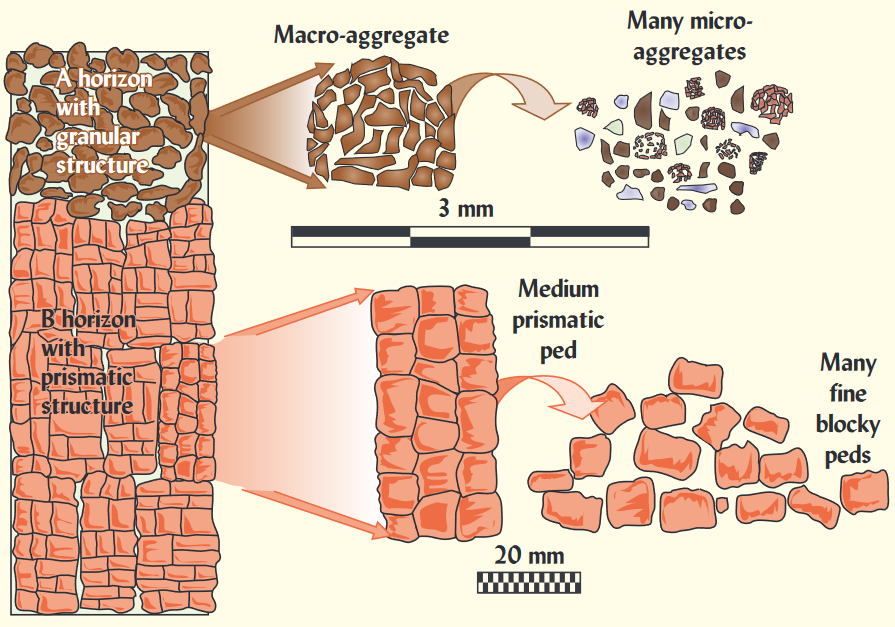 Macro-aggregate
Many micro-
aggregates
A horizon
with
granular
structure
3 mm
B horizon
with
prismatic
structure
Medium
prismatic
ped
Many
fine
blocky
peds
20 mm